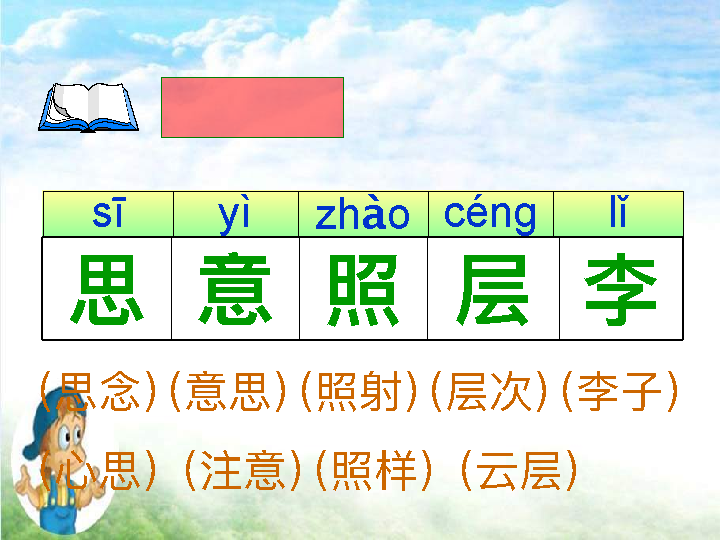 sī yì zhào céng lǐ
思 意 照 层 李
(思念) (意思) (照射) (层次) (李子)
(心思) (注意) (照样) (云层)